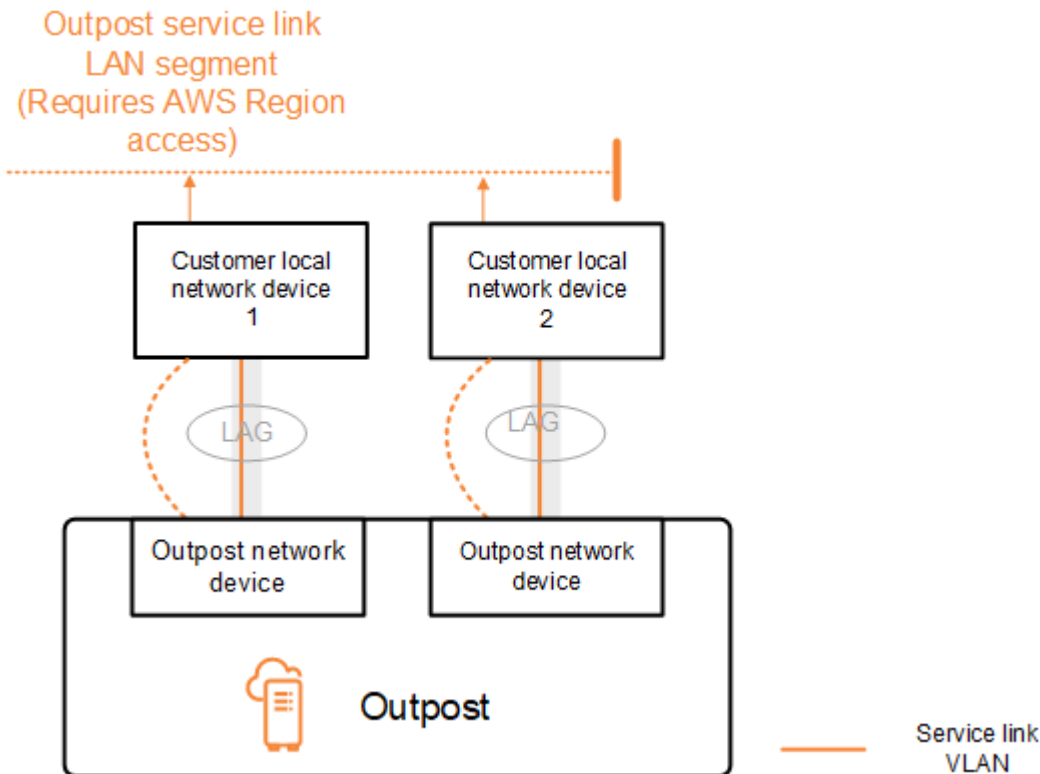 Outpost service link
LAN segment
(Requires AWS Region
access)
Customer local
network device
1
Customer local
network device
2
LAG
LAG
Outpost network
device
Outpost network
device
Outpost
Service link
VLAN